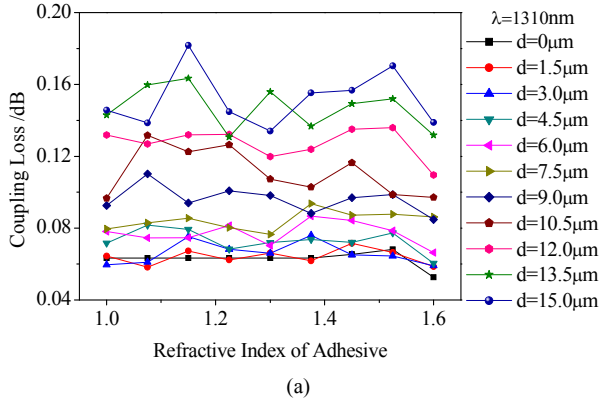 λ=1310nm
d=0μm
d=1.5μm
d=3.0μm
d=4.5μm
d=6.0μm
d=7.5μm
d=9.0μm
d=10.5μm
d=12.0μm
d=13.5μm
d=15.0μm
0.20
0.16
0.12
0.08
0.04
Coupling Loss /dB
1.0 1.2 1.4 1.6
Refractive Index of Adhesive
(a)